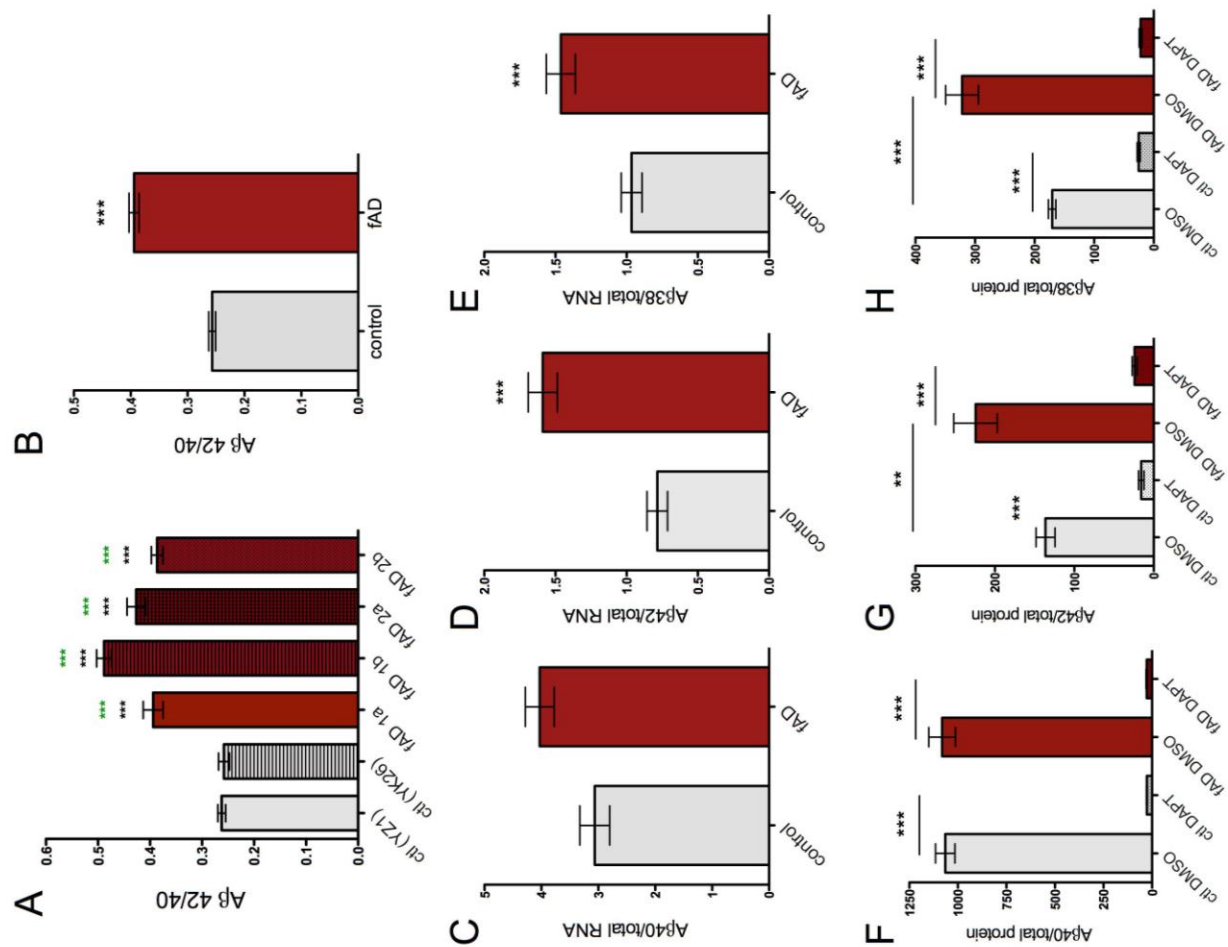 A
Aβ 42/40
0.6
0.5
0.4
0.3
0.2
0.1
0.0
***
***
***
***
***
***
***
***
ctl (YZ1)
ctl (YK26)
fAD 1a
fAD 1b
fAD 2a
fAD 2b
B
Aβ 42/40
0.5
0.4
0.3
0.2
0.1
0.0
***
control
fAD
C
Aβ40/total RNA
5
4
3
2
1
0
control
fAD
D
Aβ42/total RNA
2.0
1.5
1.0
0.5
0.0
***
control
fAD
E
Aβ38/total RNA
2.0
1.5
1.0
0.5
0.0
***
control
fAD
F
Aβ40/total protein
1250
1000
750
500
250
0
***
***
ctl DMSO
ctl DAPT
fAD DMSO
fAD DAPT
G
Aβ42/total protein
300
200
100
0
***
**
***
ctl DMSO
ctl DAPT
fAD DMSO
fAD DAPT
H
Aβ38/total protein
400
300
200
100
0
***
***
***
ctl DMSO
ctl DAPT
fAD DMSO
fAD DAPT